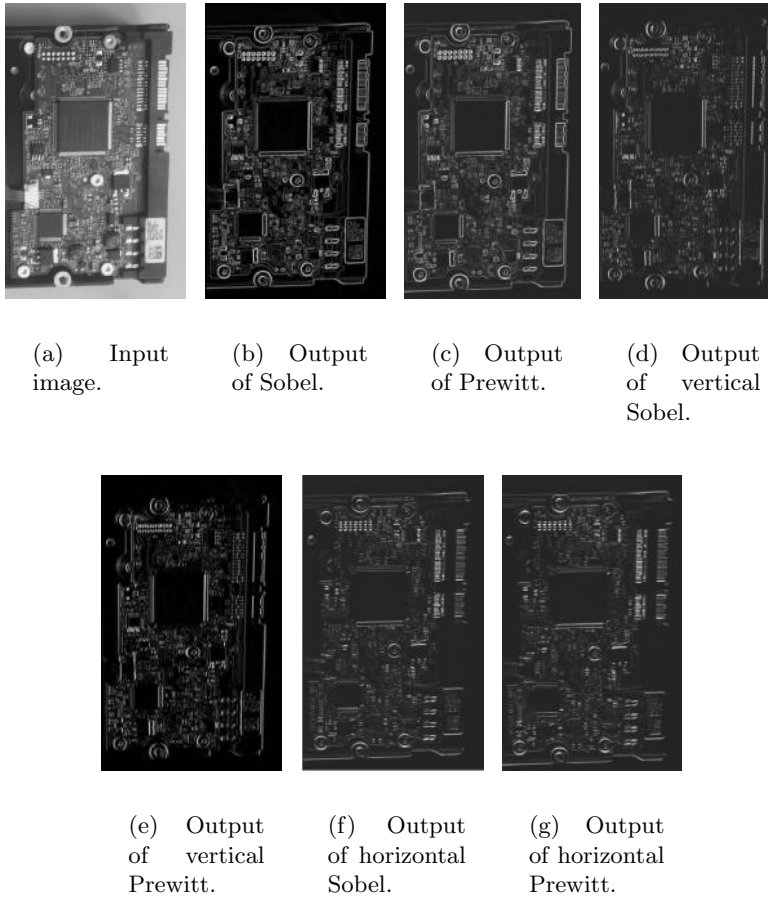 (a) Input
image.
(b) Output
of Sobel.
(c) Output
of Prewitt.
(d) Output
of vertical
Sobel.
(e) Output
of vertical
Prewitt.
(f) Output
of horizontal
Sobel.
(g) Output
of horizontal
Prewitt.